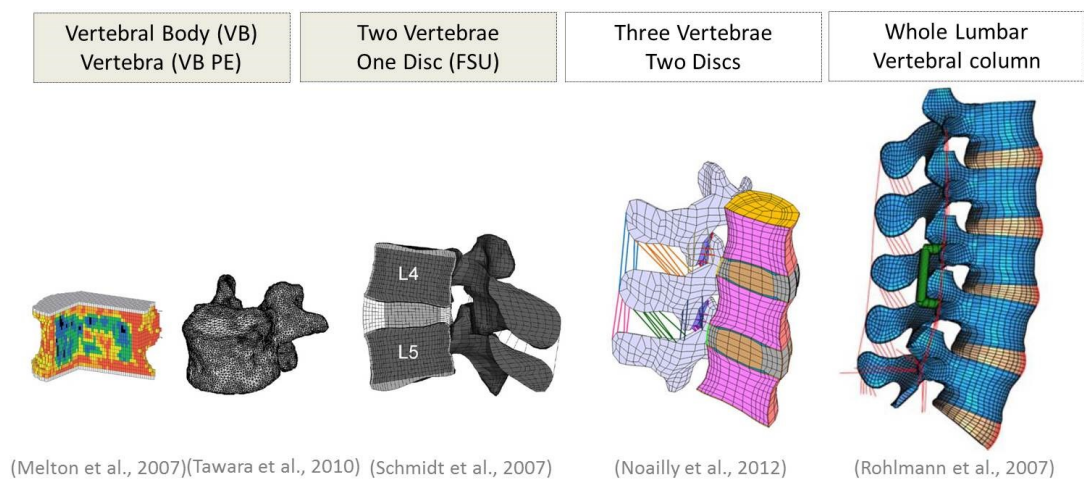 Vertebral Body (VB)
Vertebra (VB PE)
Two Vertebrae
One Disc (FSU)
Three Vertebrae
Two Discs
Whole Lumbar
Vertebral column
L4
L5
(Melton et al., 2007)
(Tawara et al., 2010)
(Schmidt et al., 2007)
(Noailly et al., 2012)
(Rohlmann et al., 2007)